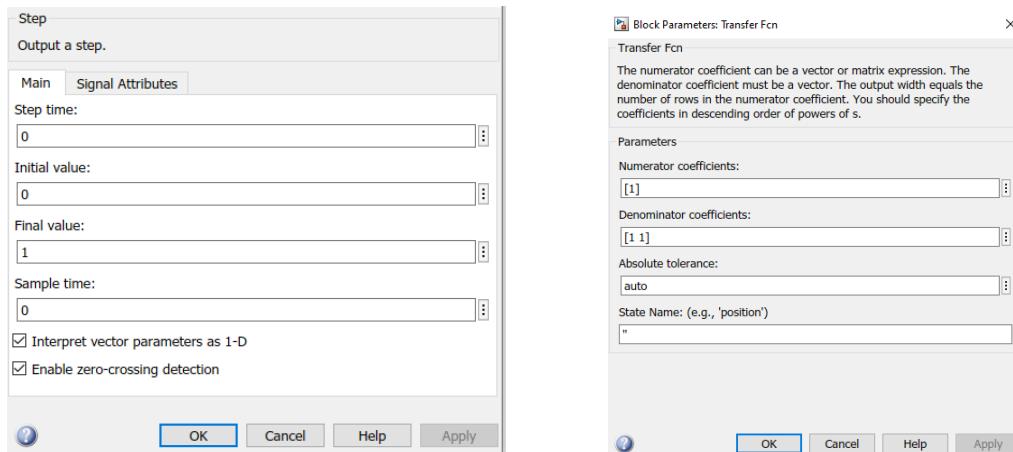 Step
Output a step.
Main
Signal Attributes
Step time:
0
Initial value:
0
Final value:
1
Sample time:
0
Interpret vector parameters as 1-D
Enable zero-crossing detection
OK
Cancel
Help
Apply
Block Parameters: Transfer Fcn
Transfer Fcn
The numerator coefficient can be a vector or matrix expression. The
denominator coefficient must be a vector. The output width equals the
number of rows in the numerator coefficient. You should specify the
coefficients in descending order of powers of s.
Parameters
Numerator coefficients:
[1]
Denominator coefficients:
[1 1]
Absolute tolerance:
auto
State Name: (e.g., 'position')
''
OK
Cancel
Help
Apply